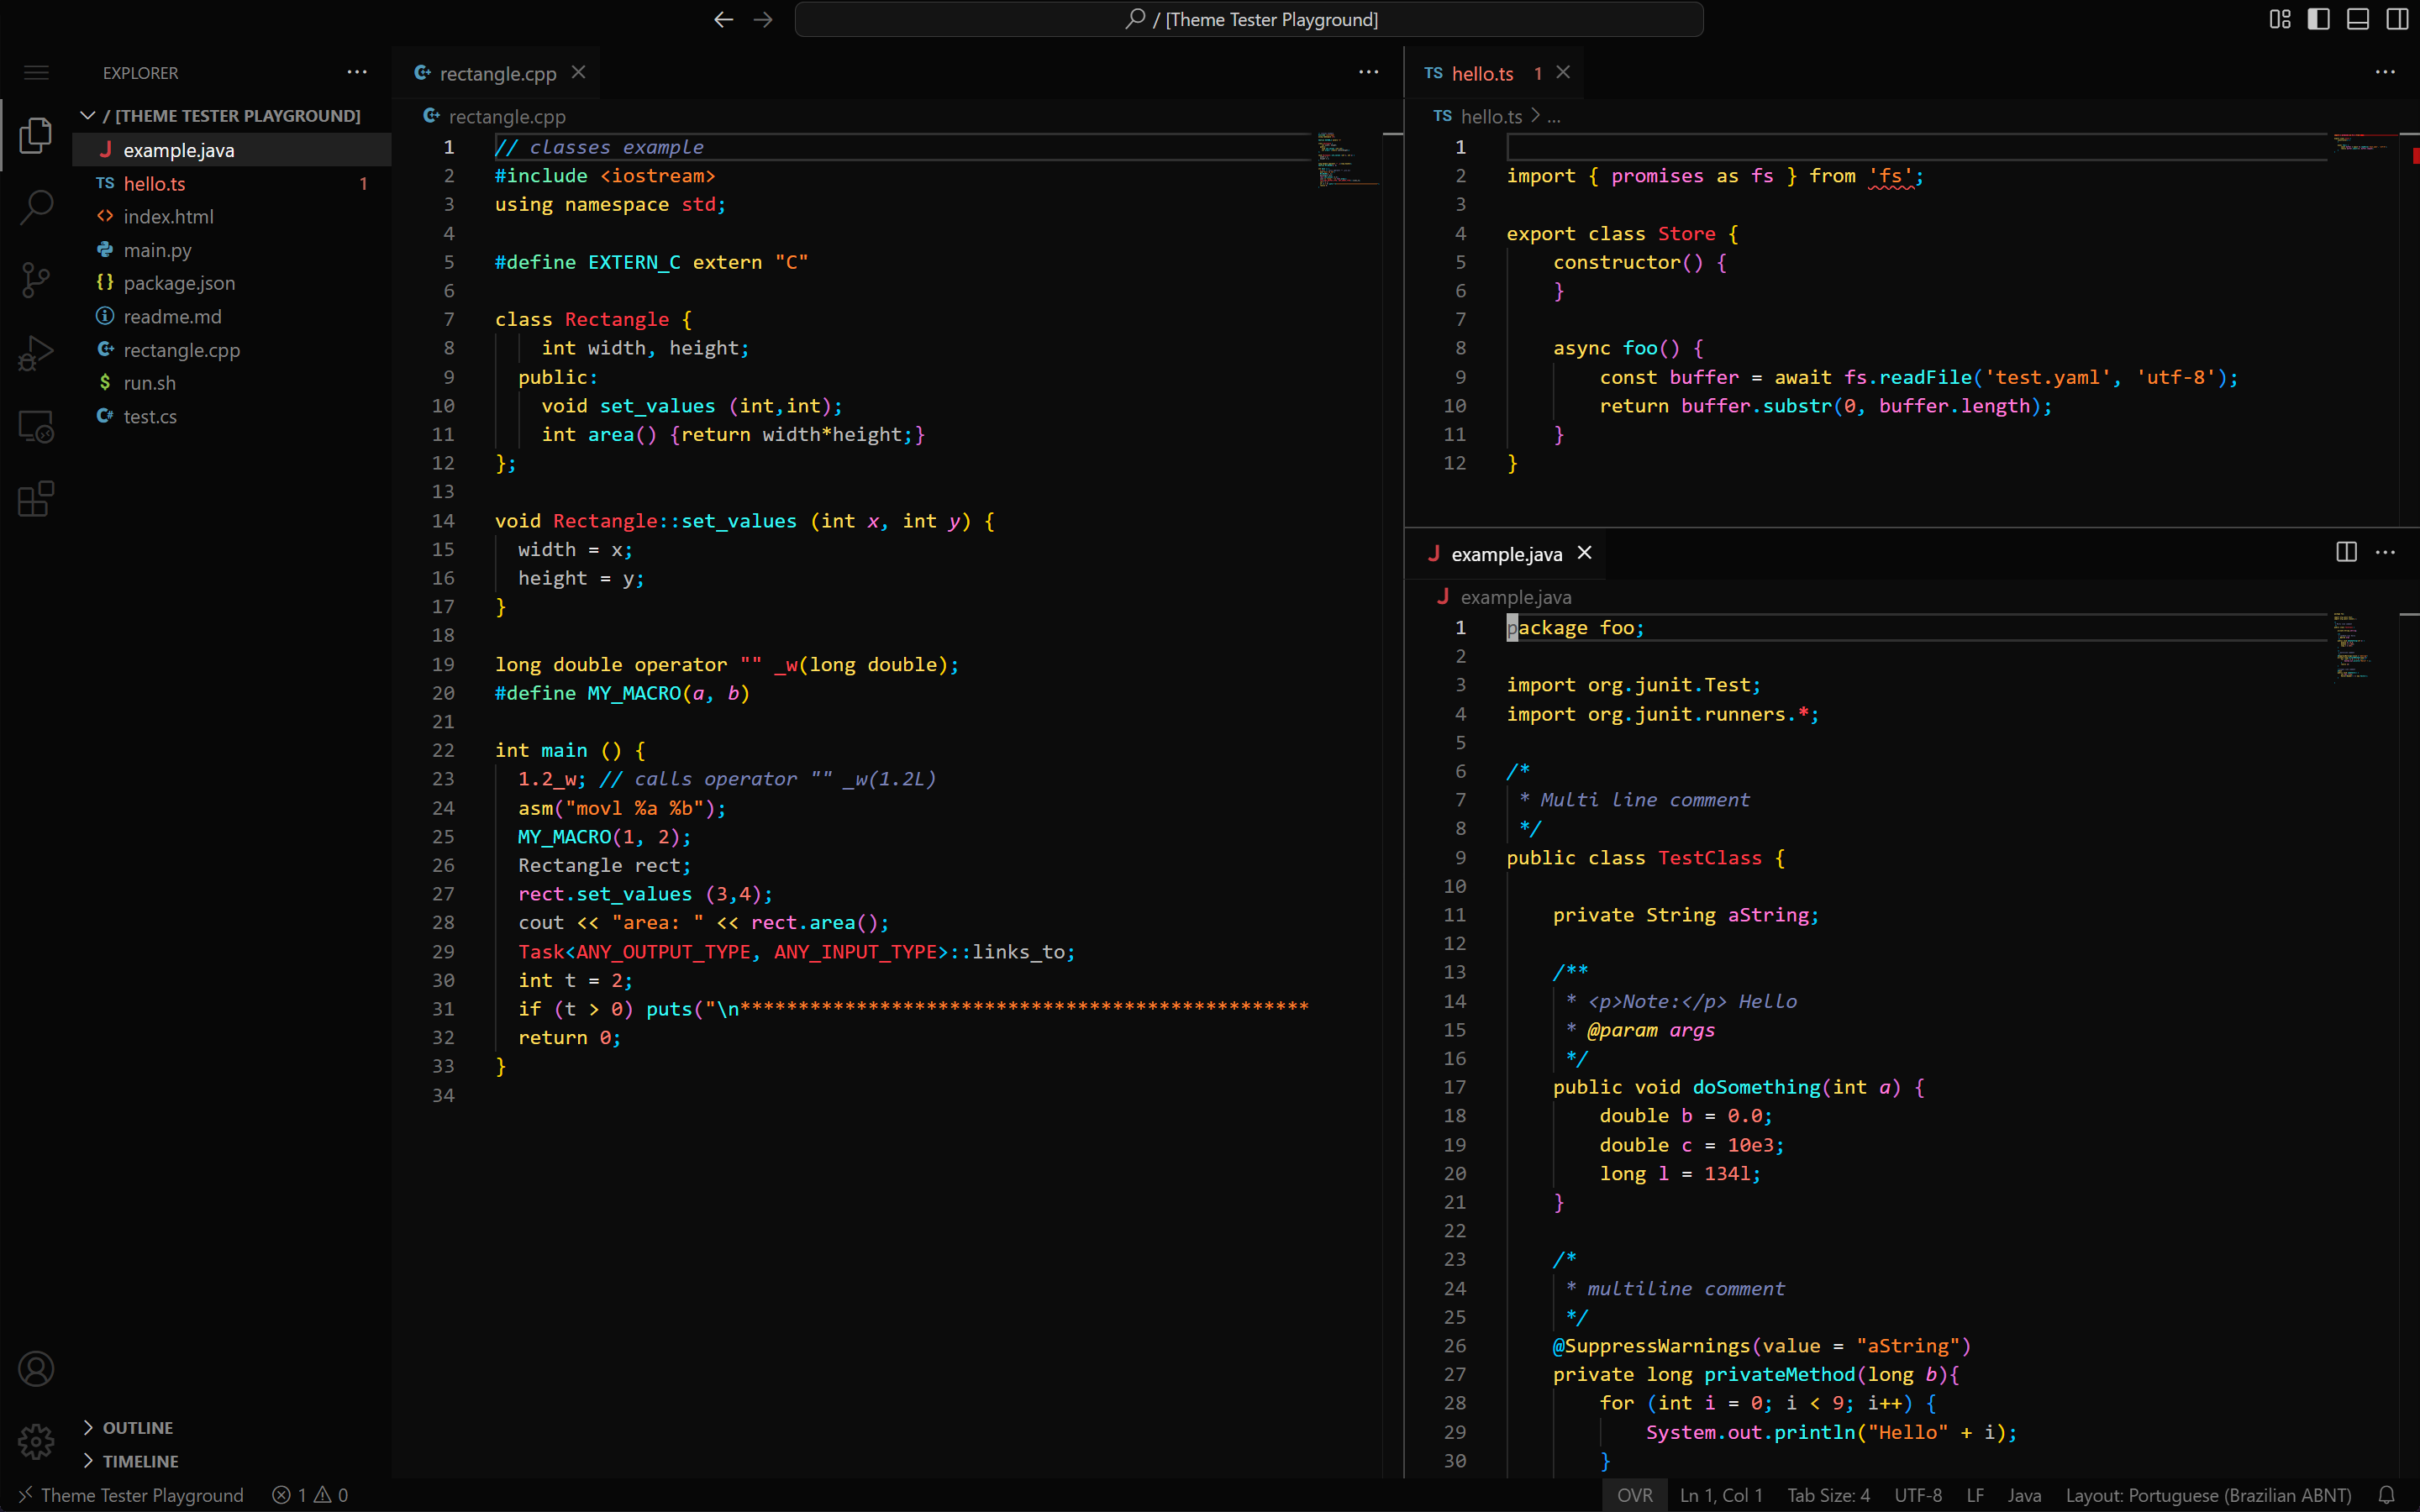 / [Theme Tester Playground]
EXPLORER
/ [THEME TESTER PLAYGROUND]
J example.java
TS hello.ts 1
<> index.html
main.py
{} package.json
readme.md
C+ rectangle.cpp
$ run.sh
C# test.cs
OUTLINE
TIMELINE
C+ rectangle.cpp
C+ rectangle.cpp
1 // classes example
2 #include <iostream>
3 using namespace std;
4
5 #define EXTERN_C extern "C"
6
7 class Rectangle {
8     int width, height;
9   public:
10     void set_values (int,int);
11     int area() {return width*height;}
12 };
13
14 void Rectangle::set_values (int x, int y) {
15   width = x;
16   height = y;
17 }
18
19 long double operator "" _w(long double);
20 #define MY_MACRO(a, b)
21
22 int main () {
23   1.2_w; // calls operator "" _w(1.2L)
24   asm("movl %a %b");
25   MY_MACRO(1, 2);
26   Rectangle rect;
27   rect.set_values (3,4);
28   cout << "area: " << rect.area();
29   Task<ANY_OUTPUT_TYPE, ANY_INPUT_TYPE>::links_to;
30   int t = 2;
31   if (t > 0) puts("\n*************************************************
32   return 0;
33 }
34
TS hello.ts 1
TS hello.ts > ...
1
2 import { promises as fs } from 'fs';
3
4 export class Store {
5     constructor() {
6     }
7
8     async foo() {
9         const buffer = await fs.readFile('test.yaml', 'utf-8');
10         return buffer.substr(0, buffer.length);
11     }
12 }
J example.java
J example.java
1 package foo;
2
3 import org.junit.Test;
4 import org.junit.runners.*;
5
6 /*
7  * Multi line comment
8  */
9 public class TestClass {
10
11     private String aString;
12
13     /**
14      * <p>Note:</p> Hello
15      * @param args
16      */
17     public void doSomething(int a) {
18         double b = 0.0;
19         double c = 10e3;
20         long l = 134l;
21     }
22
23     /*
24      * multiline comment
25      */
26     @SuppressWarnings(value = "aString")
27     private long privateMethod(long b){
28         for (int i = 0; i < 9; i++) {
29             System.out.println("Hello" + i);
30         }
Theme Tester Playground 1 0 OVR Ln 1, Col 1 Tab Size: 4 UTF-8 LF Java Layout: Portuguese (Brazilian ABNT)